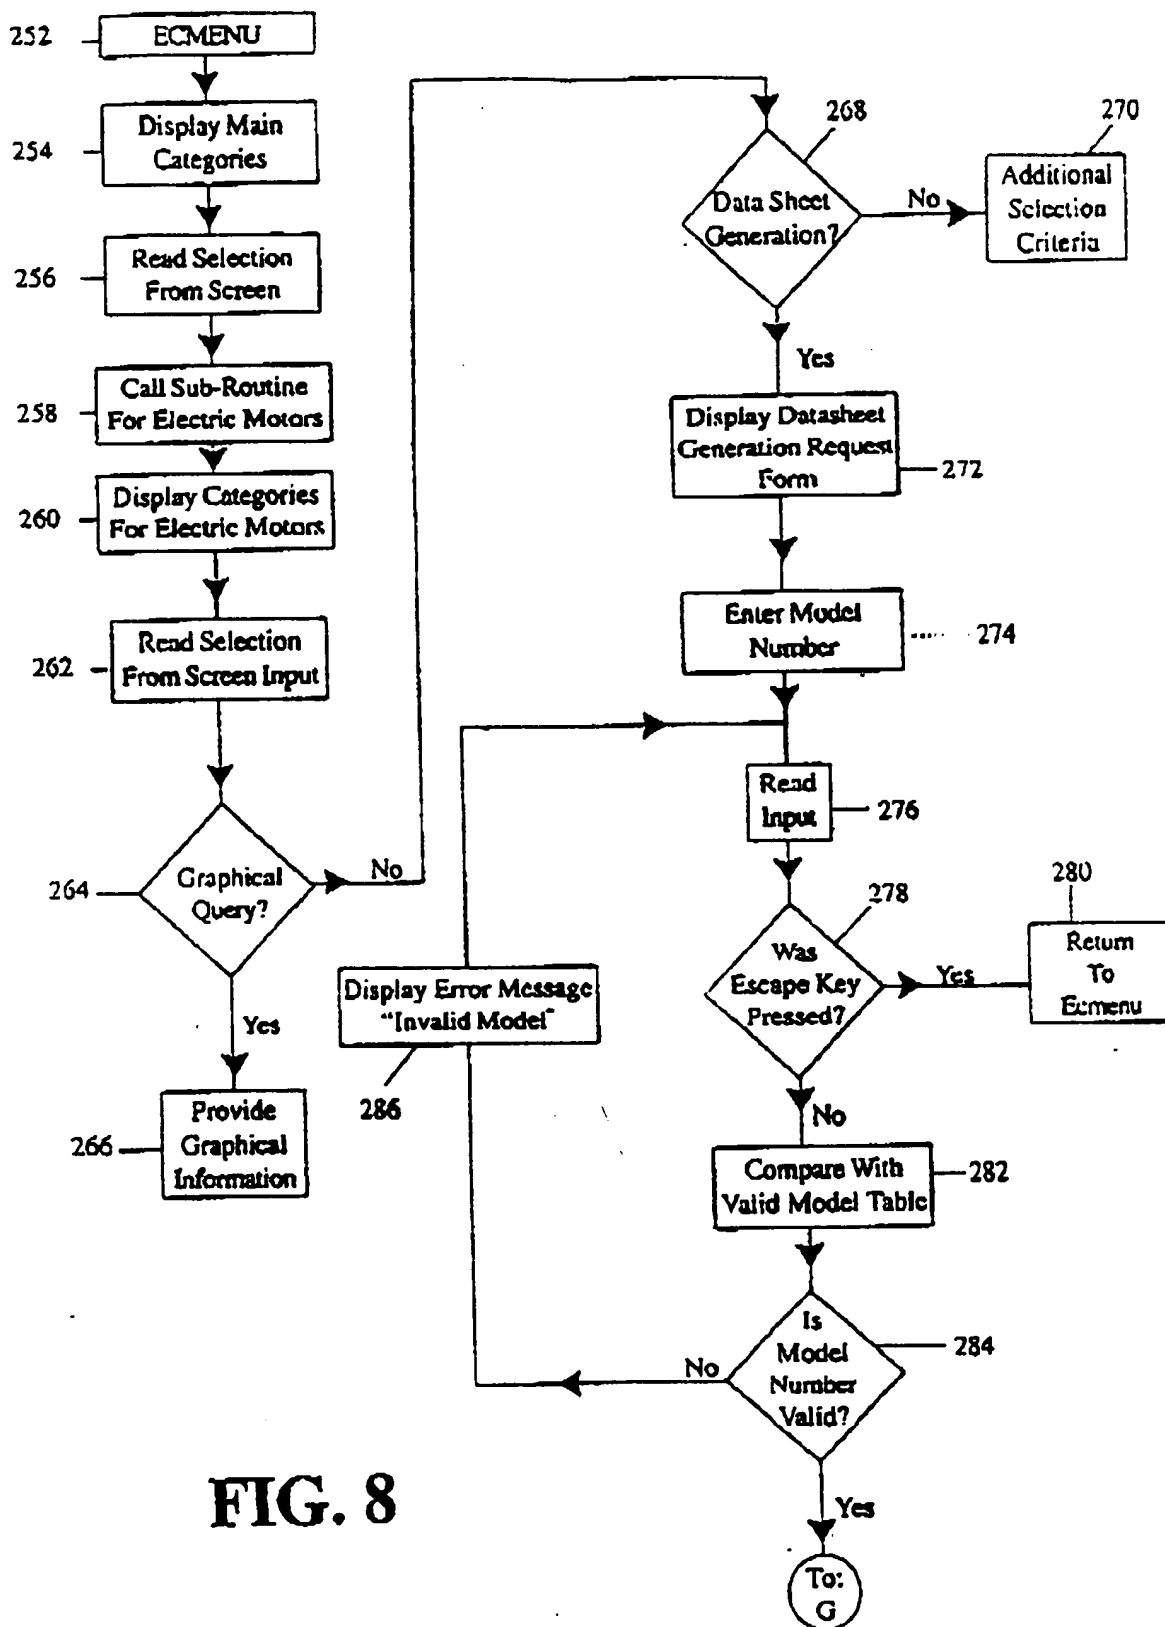 252
ECMENU
254
Display Main
Categories
256
Read Selection
From Screen
258
Call Sub-Routine
For Electric Motors
260
Display Categories
For Electric Motors
262
Read Selection
From Screen Input
264
Graphical
Query?
No
Yes
266
Provide
Graphical
Information
268
Data Sheet
Generation?
No
270
Additional
Selection
Criteria
Yes
Display Datasheet
Generation Request
Form
272
Enter Model
Number
274
Read
Input
276
278
Was
Escape Key
Pressed?
Yes
280
Return
To
Ecmenu
No
Compare With
Valid Model Table
282
Is
Model
Number
Valid?
284
No
Display Error Message
"Invalid Model"
286
Yes
To:
G
FIG. 8